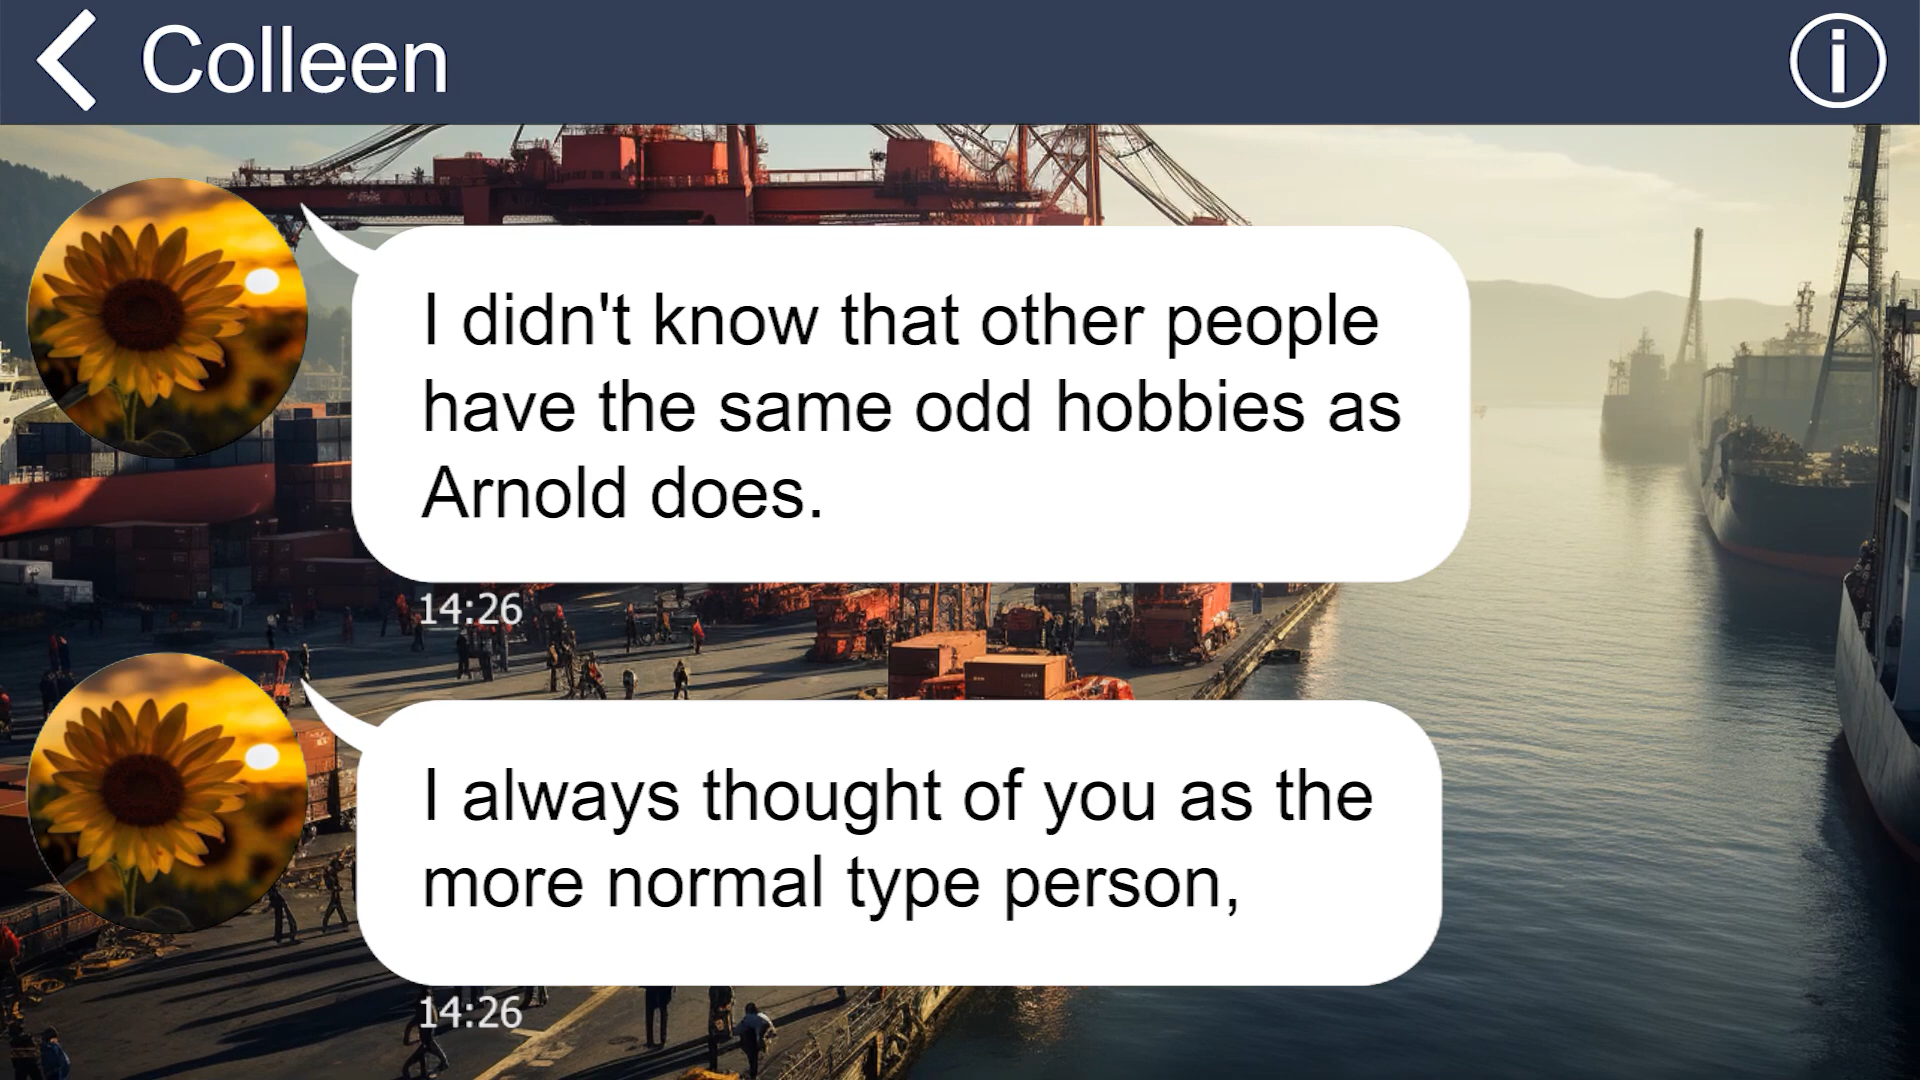 Colleen
I didn't know that other people
have the same odd hobbies as
Arnold does.
14:26
I always thought of you as the
more normal type person,
14:26